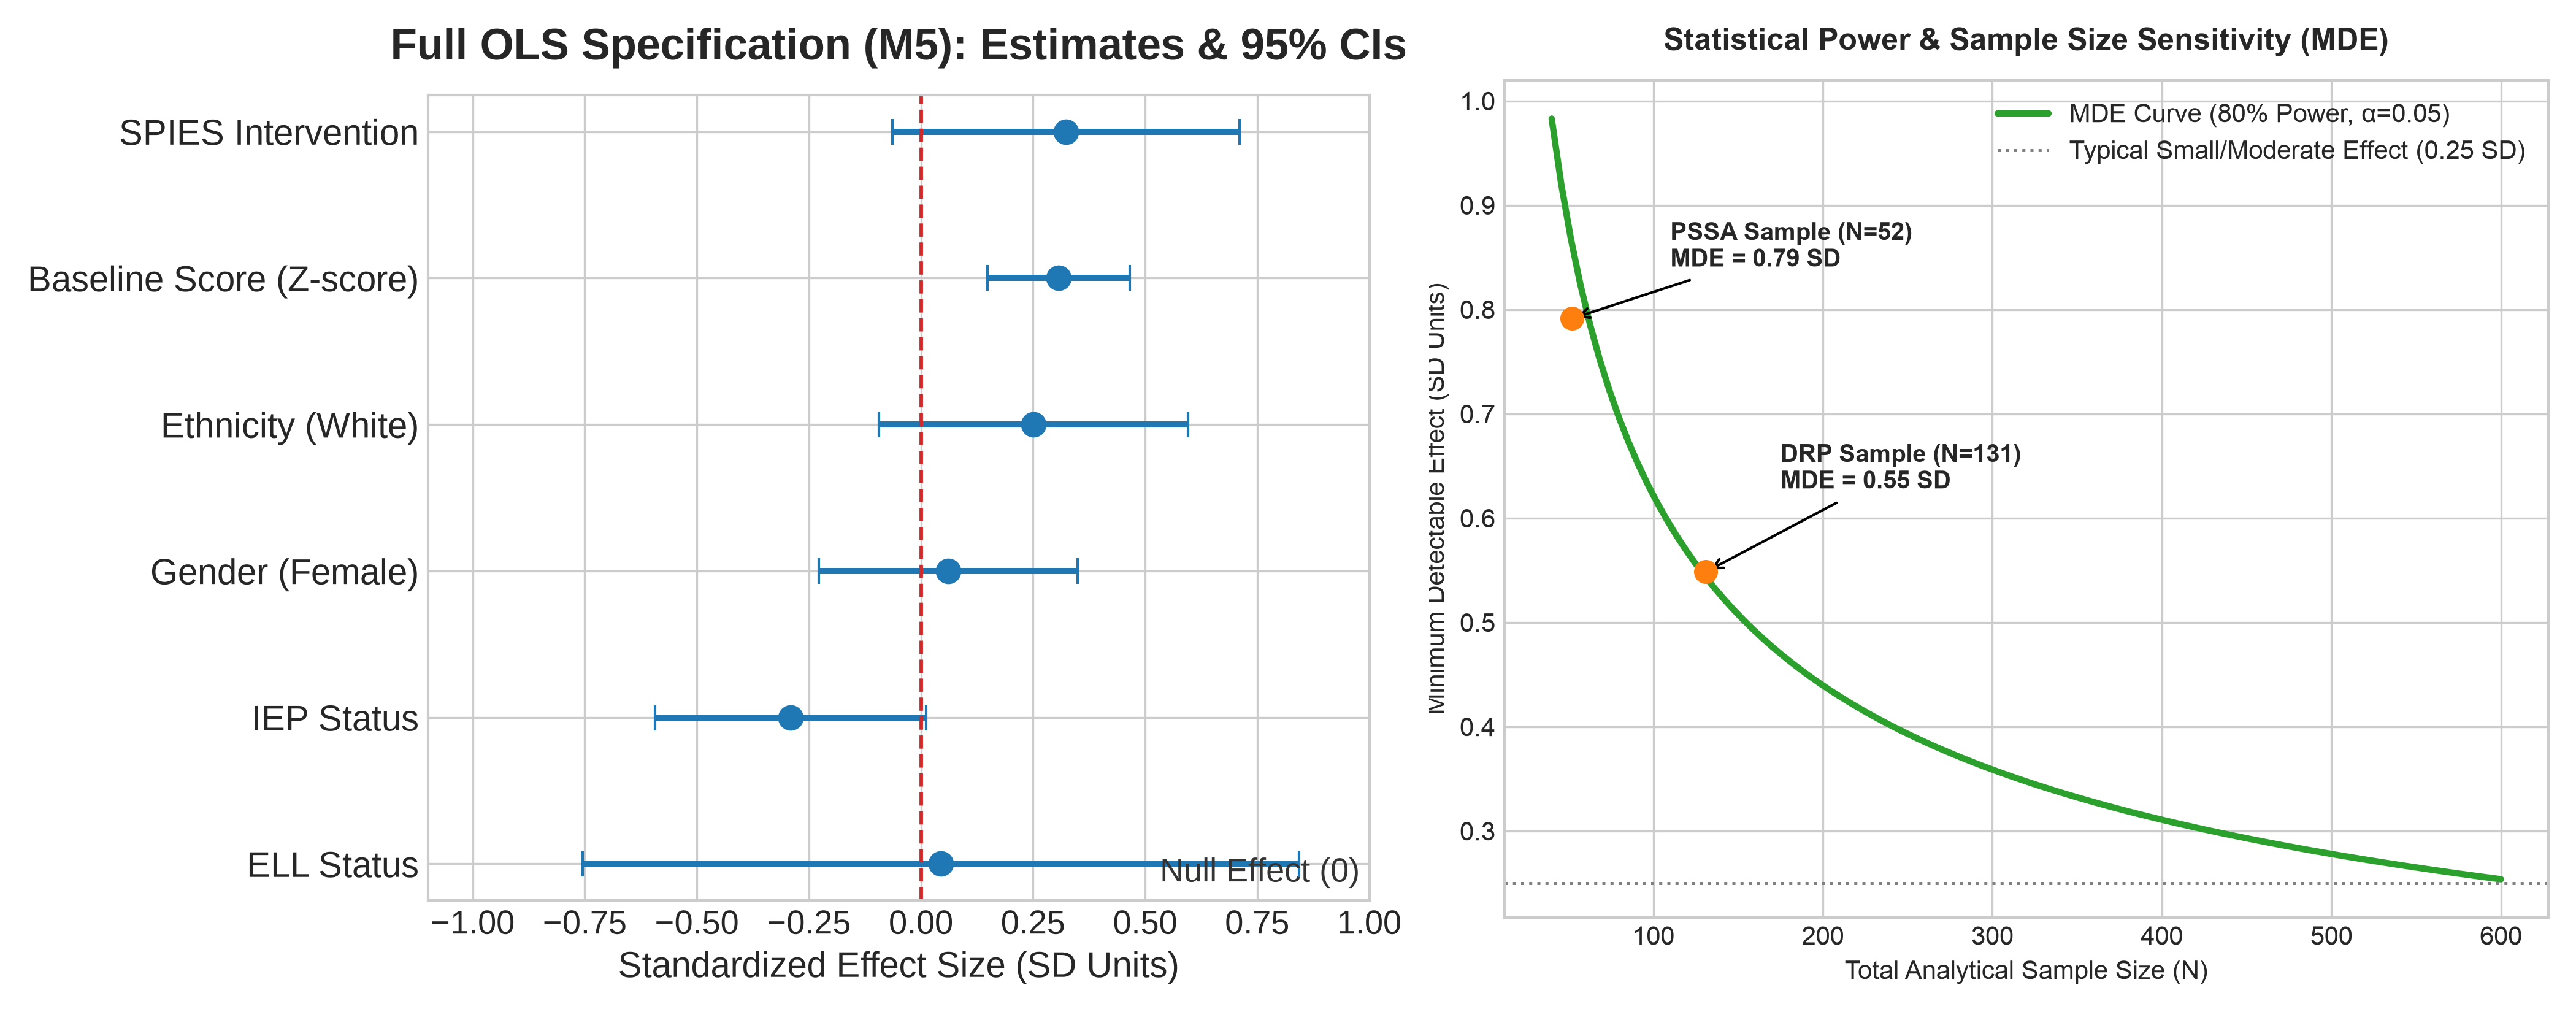 Full OLS Specification (M5): Estimates & 95% CIs
SPIES Intervention
Baseline Score (Z-score)
Ethnicity (White)
Gender (Female)
IEP Status
ELL Status
Null Effect (0)
−1.00 −0.75 −0.50 −0.25 0.00 0.25 0.50 0.75 1.00
Standardized Effect Size (SD Units)
Statistical Power & Sample Size Sensitivity (MDE)
MDE Curve (80% Power, α=0.05)
Typical Small/Moderate Effect (0.25 SD)
PSSA Sample (N=52)
MDE = 0.79 SD
DRP Sample (N=131)
MDE = 0.55 SD
Minimum Detectable Effect (SD Units)
1.0
0.9
0.8
0.7
0.6
0.5
0.4
0.3
100 200 300 400 500 600
Total Analytical Sample Size (N)